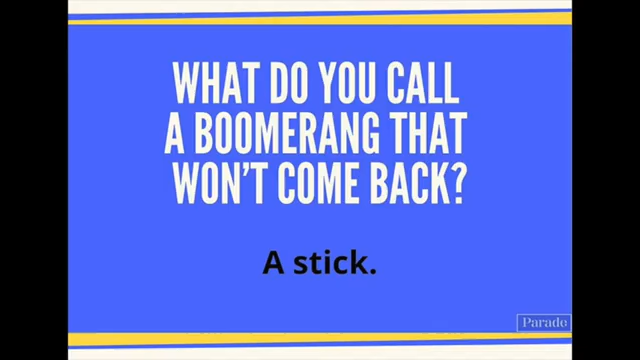 WHAT DO YOU CALL
A BOOMERANG THAT
WON'T COME BACK?
A stick.
Parade